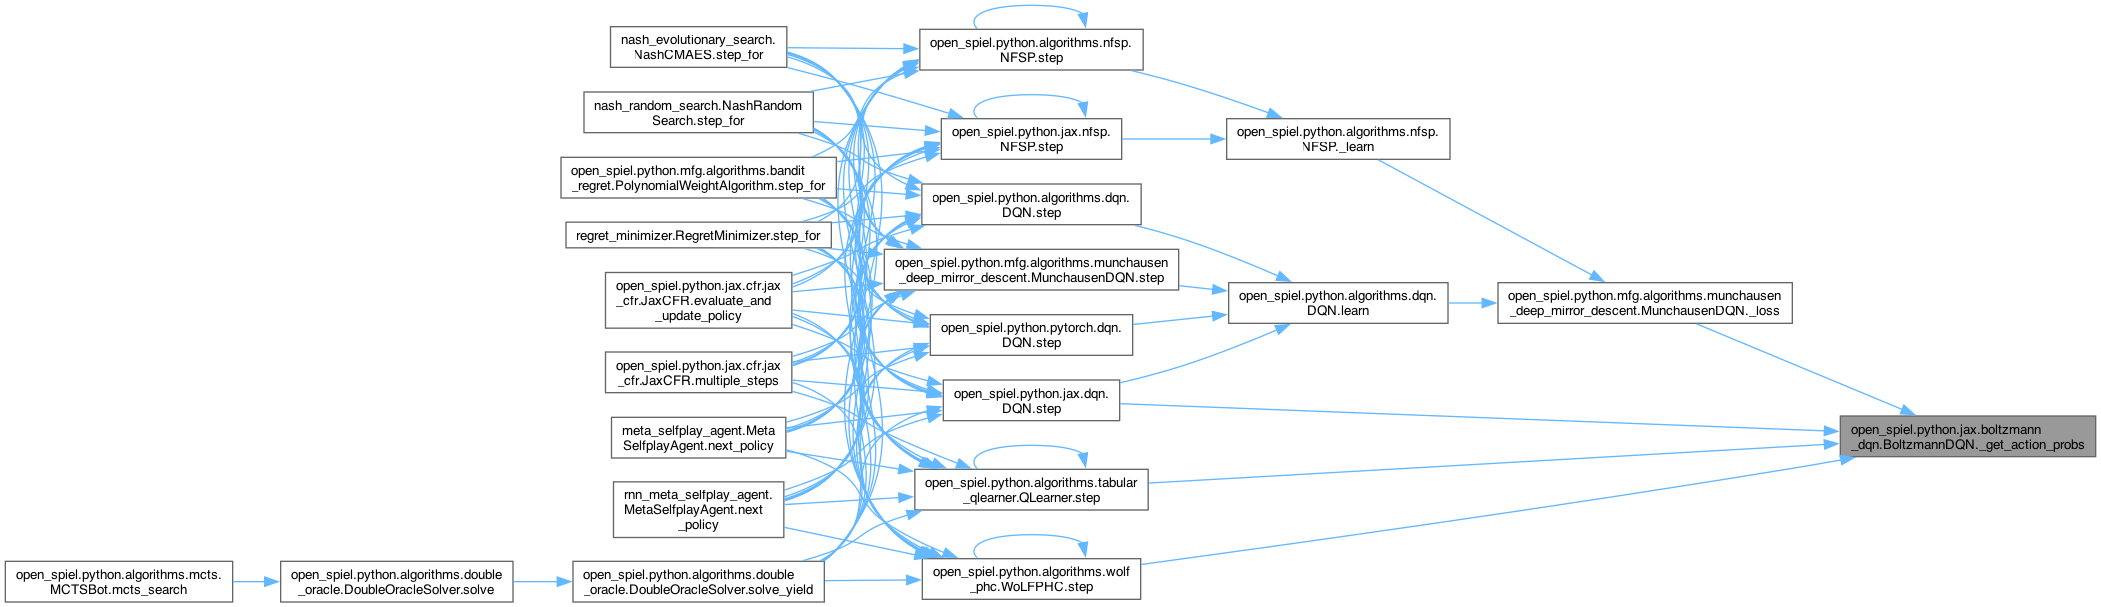 nash_evolutionary_search.
NashCMAES.step_for
nash_random_search.NashRandom
Search.step_for
open_spiel.python.mfg.algorithms.bandit
_regret.PolynomialWeightAlgorithm.step_for
regret_minimizer.RegretMinimizer.step_for
open_spiel.python.jax.cfr.jax
_cfr.JaxCFR.evaluate_and
_update_policy
open_spiel.python.jax.cfr.jax
_cfr.JaxCFR.multiple_steps
meta_selfplay_agent.Meta
SelfplayAgent.next_policy
rnn_meta_selfplay_agent.
MetaSelfplayAgent.next
_policy
open_spiel.python.algorithms.mcts.
MCTSBot.mcts_search
open_spiel.python.algorithms.double
_oracle.DoubleOracleSolver.solve
open_spiel.python.algorithms.double
_oracle.DoubleOracleSolver.solve_yield
open_spiel.python.algorithms.nfsp.
NFSP.step
open_spiel.python.jax.nfsp.
NFSP.step
open_spiel.python.algorithms.dqn.
DQN.step
open_spiel.python.mfg.algorithms.munchausen
_deep_mirror_descent.MunchausenDQN.step
open_spiel.python.pytorch.dqn.
DQN.step
open_spiel.python.jax.dqn.
DQN.step
open_spiel.python.algorithms.tabular
_qlearner.QLearner.step
open_spiel.python.algorithms.wolf
_phc.WoLFPHC.step
open_spiel.python.algorithms.nfsp.
NFSP._learn
open_spiel.python.algorithms.dqn.
DQN.learn
open_spiel.python.mfg.algorithms.munchausen
_deep_mirror_descent.MunchausenDQN._loss
open_spiel.python.jax.boltzmann
_dqn.BoltzmannDQN._get_action_probs